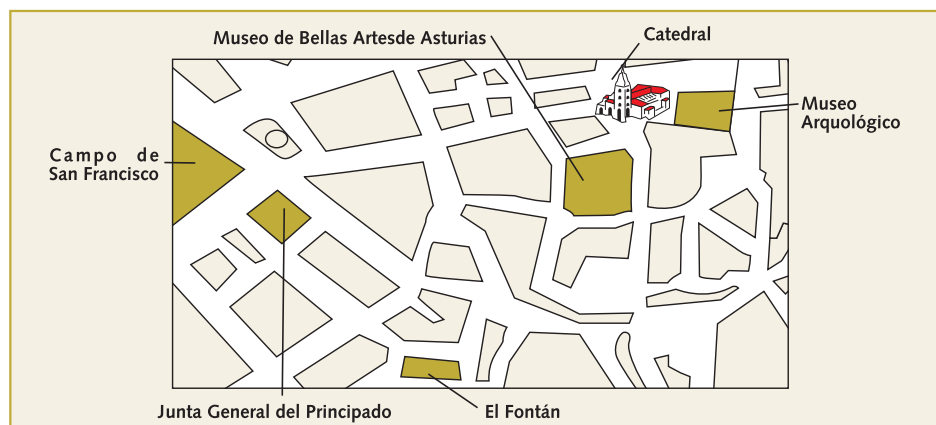 Museo de Bellas Artesde Asturias
Catedral
Museo
Arquológico
Campo de
San Francisco
Junta General del Principado
El Fontán